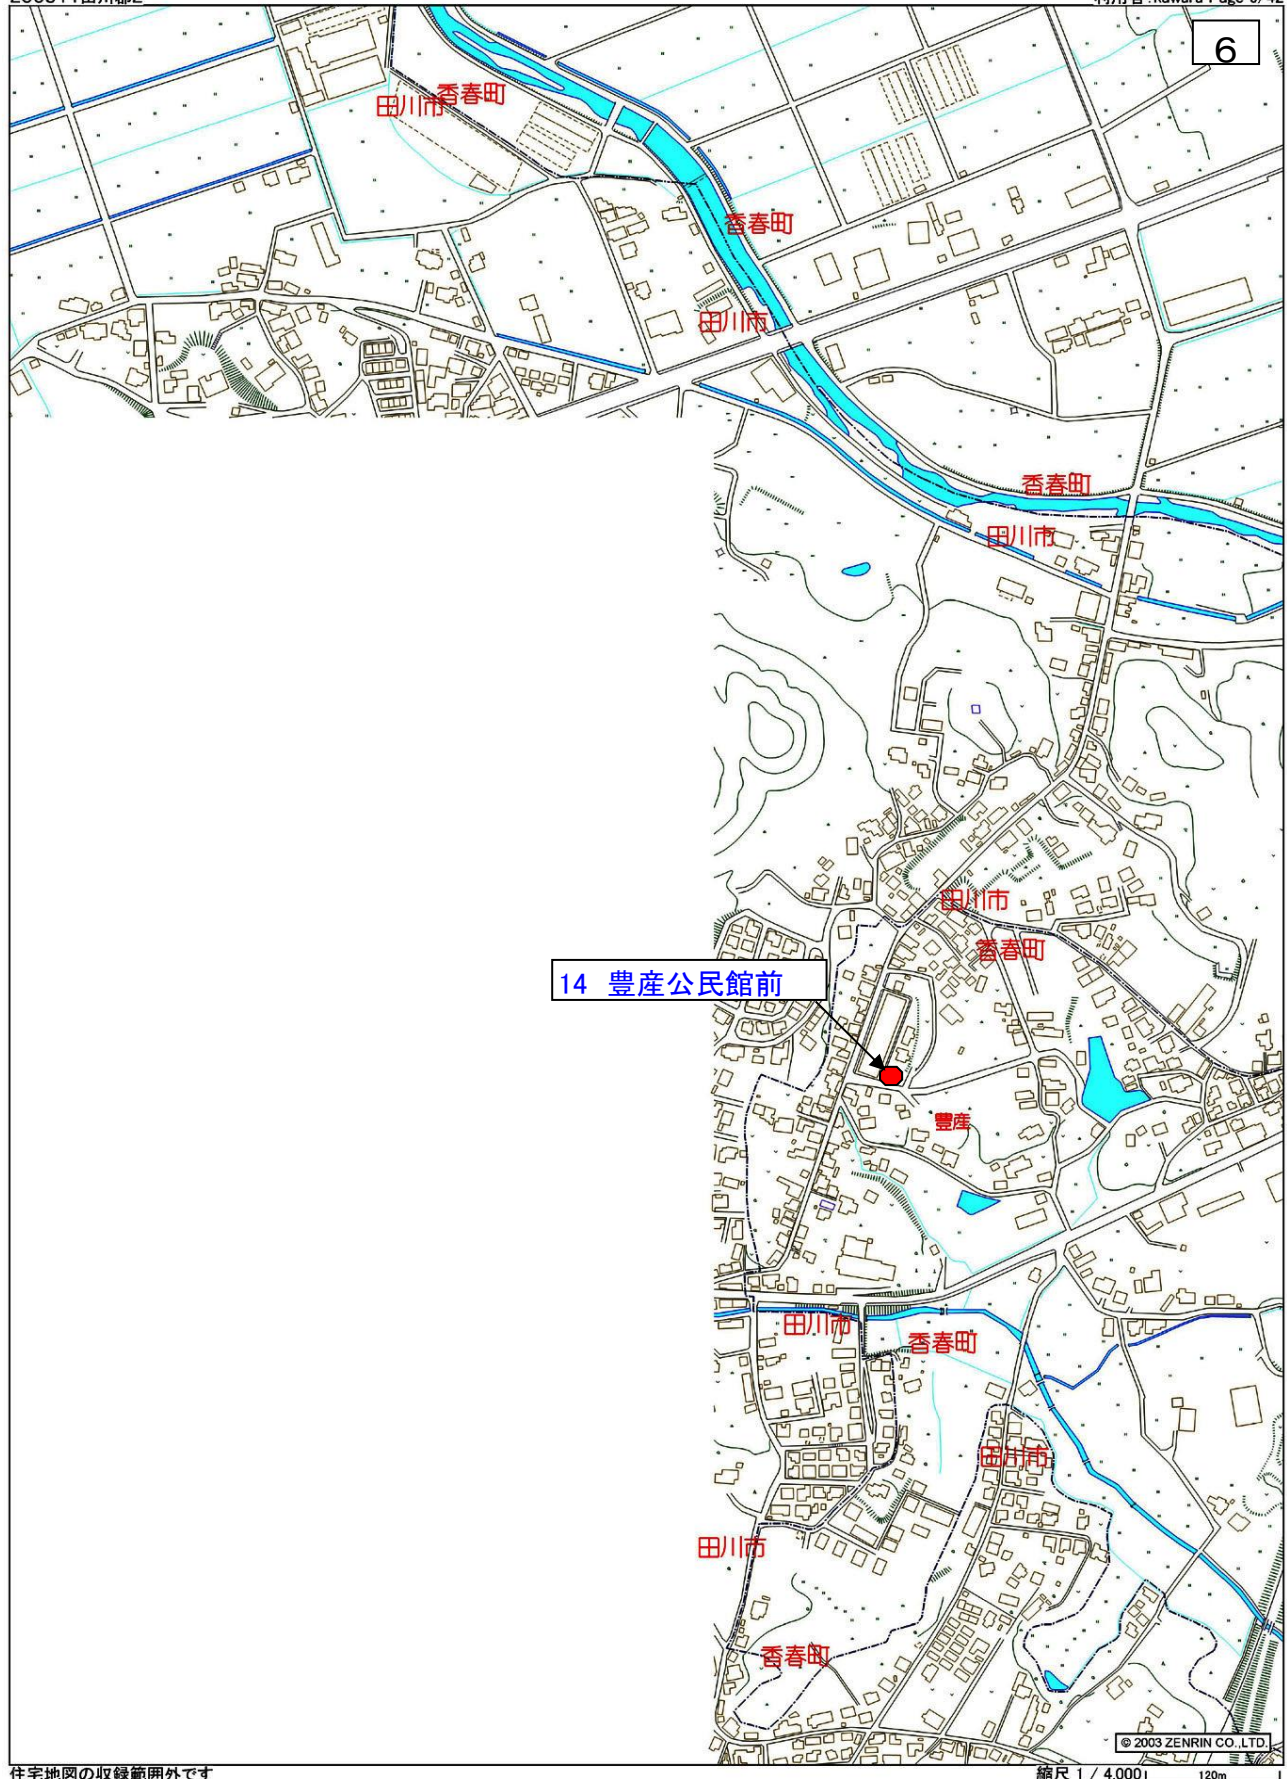 6
田川市
香春町
香春町
田川市
香春町
田川市
田川市
香春町
14 豊産公民館前
豊産
田川市
香春町
田川市
田川市
香春町
© 2003 ZENRIN CO.,LTD.
住宅地図の収録範囲外です
縮尺 1 / 4,000
120m